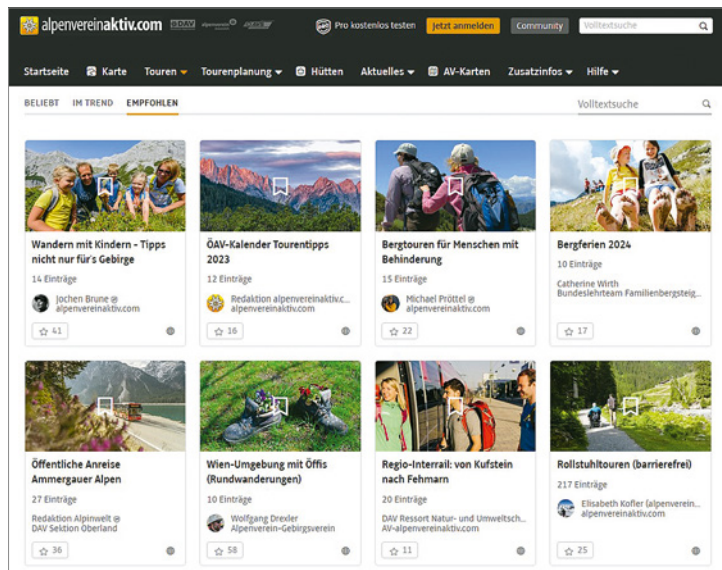 alpenvereinaktiv.com
DAV
alpenverein
AVS
Pro kostenlos testen
Jetzt anmelden
Community
Volltextsuche
Startseite Karte Touren Tourenplanung Hütten Aktuelles AV-Karten Zusatzinfos Hilfe
BELIEBT IM TREND EMPFOHLEN
Volltextsuche
Wandern mit Kindern - Tipps
nicht nur für's Gebirge
14 Einträge
Jochen Brune @
alpenvereinaktiv.com
41
ÖAV-Kalender Tourentipps
2023
12 Einträge
Redaktion alpenvereinaktiv.c...
alpenvereinaktiv.com
16
Bergtouren für Menschen mit
Behinderung
15 Einträge
Michael Pröttel @
alpenvereinaktiv.com
22
Bergferien 2024
10 Einträge
Catherine Wirth
Bundeslehrteam Familienbergsteig...
17
Öffentliche Anreise
Ammergauer Alpen
27 Einträge
Redaktion Alpinwelt @
DAV Sektion Oberland
36
Wien-Umgebung mit Öffis
(Rundwanderungen)
10 Einträge
Wolfgang Drexler
Alpenverein-Gebirgsverein
58
Regio-Interrail: von Kufstein
nach Fehmarn
20 Einträge
DAV Ressort Natur- und Umweltsch...
AV-alpenvereinaktiv.com
11
Rollstuhltouren (barrierefrei)
217 Einträge
Elisabeth Kofler (alpenverein...
alpenvereinaktiv.com
25